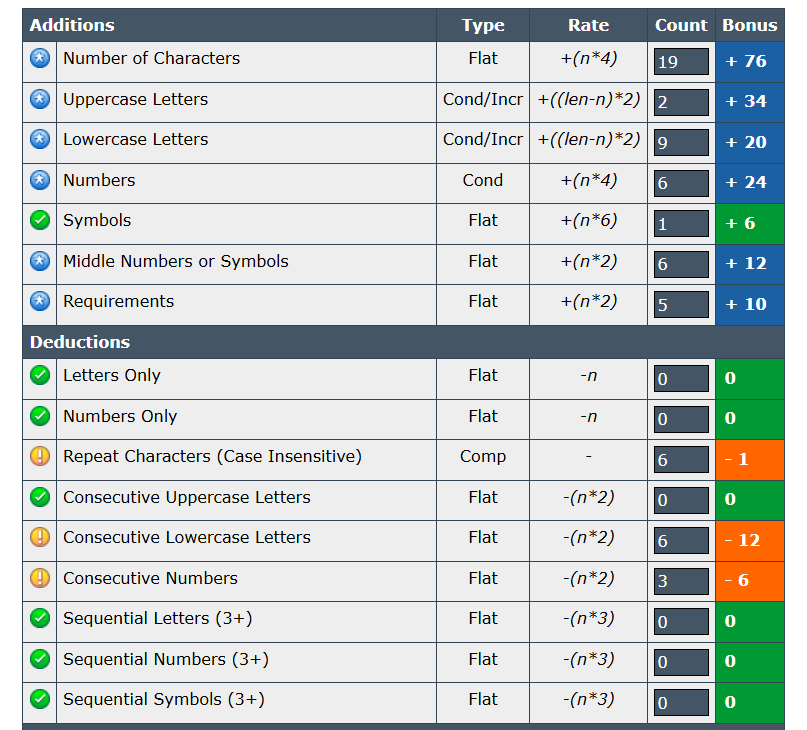 Additions Type Rate Count Bonus
Number of Characters Flat +(n*4) 19 + 76
Uppercase Letters Cond/Incr +((len-n)*2) 2 + 34
Lowercase Letters Cond/Incr +((len-n)*2) 9 + 20
Numbers Cond +(n*4) 6 + 24
Symbols Flat +(n*6) 1 + 6
Middle Numbers or Symbols Flat +(n*2) 6 + 12
Requirements Flat +(n*2) 5 + 10
Deductions
Letters Only Flat -n 0 0
Numbers Only Flat -n 0 0
Repeat Characters (Case Insensitive) Comp - 6 - 1
Consecutive Uppercase Letters Flat -(n*2) 0 0
Consecutive Lowercase Letters Flat -(n*2) 6 - 12
Consecutive Numbers Flat -(n*2) 3 - 6
Sequential Letters (3+) Flat -(n*3) 0 0
Sequential Numbers (3+) Flat -(n*3) 0 0
Sequential Symbols (3+) Flat -(n*3) 0 0